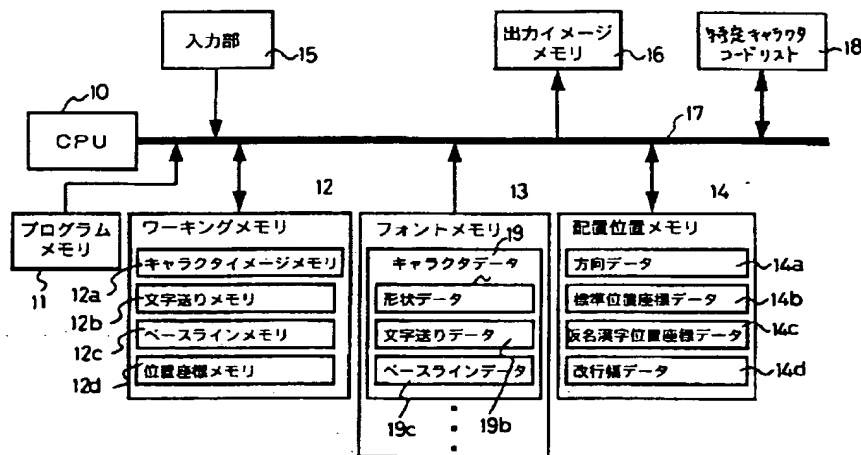 入力部
15
出力イメージ
メモリ
16
特定キャラクタ
コードリスト
18
10
CPU
17
プログラム
メモリ
11
12
ワーキングメモリ
キャラクタイメージメモリ
12a
文字送りメモリ
12b
ベースラインメモリ
12c
位置座標メモリ
12d
13
フォントメモリ
19
キャラクタデータ
形状データ
文字送りデータ
19b
ベースラインデータ
19c
14
配置位置メモリ
方向データ
14a
標準位置座標データ
14b
仮名漢字位置座標データ
14c
改行幅データ
14d